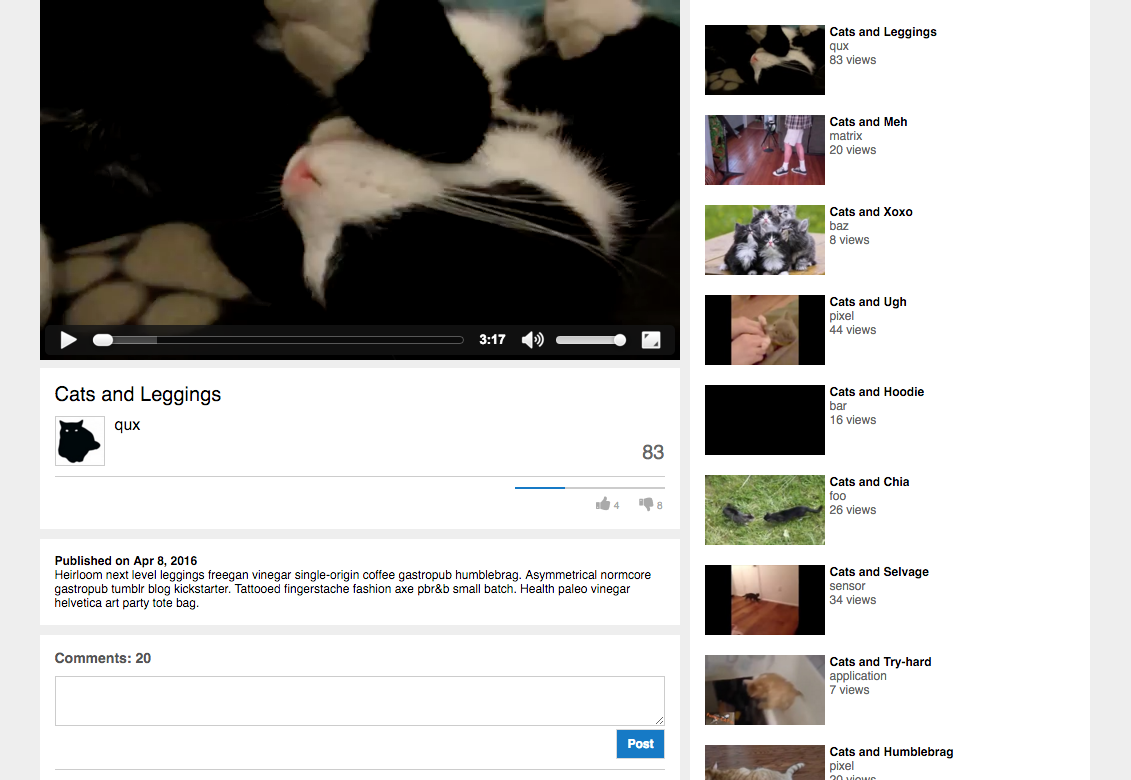 3:17
Cats and Leggings
qux
83
4
8
Published on Apr 8, 2016
Heirloom next level leggings freegan vinegar single-origin coffee gastropub humblebrag. Asymmetrical normcore
gastropub tumblr blog kickstarter. Tattooed fingerstache fashion axe pbr&b small batch. Health paleo vinegar
helvetica art party tote bag.
Comments: 20
Post
Cats and Leggings
qux
83 views
Cats and Meh
matrix
20 views
Cats and Xoxo
baz
8 views
Cats and Ugh
pixel
44 views
Cats and Hoodie
bar
16 views
Cats and Chia
foo
26 views
Cats and Selvage
sensor
34 views
Cats and Try-hard
application
7 views
Cats and Humblebrag
pixel
20 views